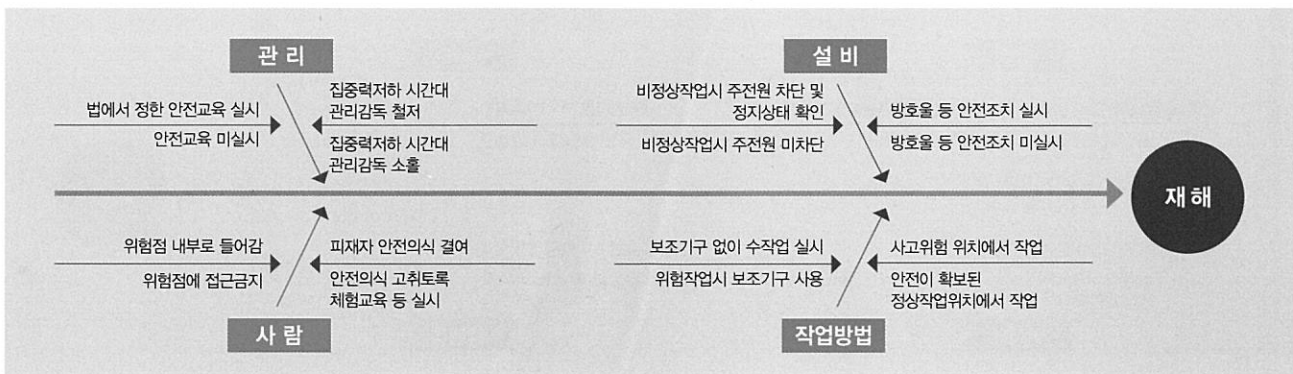 관리
법에서 정한 안전교육 실시
안전교육 미실시
집중력저하 시간대
관리감독 철저
집중력저하 시간대
관리감독 소홀
설비
비정상작업시 주전원 차단 및
정지상태 확인
비정상작업시 주전원 미차단
방호울 등 안전조치 실시
방호울 등 안전조치 미실시
재해
위험점 내부로 들어감
위험점에 접근금지
피재자 안전의식 결여
안전의식 고취토록
체험교육 등 실시
사람
보조기구 없이 수작업 실시
위험작업시 보조기구 사용
사고위험 위치에서 작업
안전이 확보된
정상작업위치에서 작업
작업방법